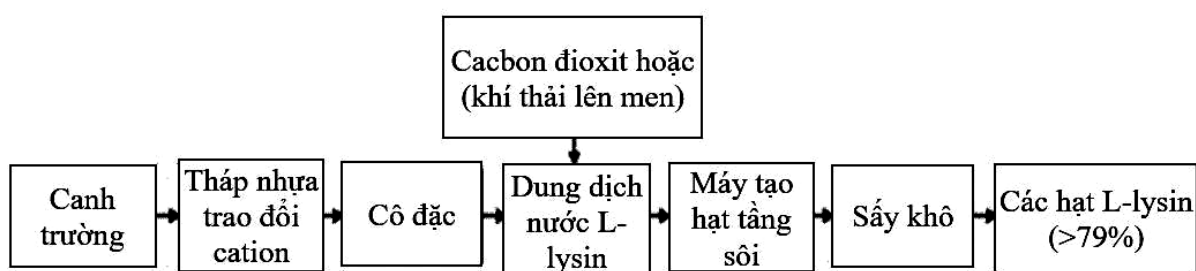 Cacbon đioxit hoặc
(khí thải lên men)
Canh
trường
Tháp nhựa
trao đổi
cation
Cô đặc
Dung dịch
nước L-
lysin
Máy tạo
hạt tầng
sôi
Sấy khô
Các hạt L-lysin
(>79%)